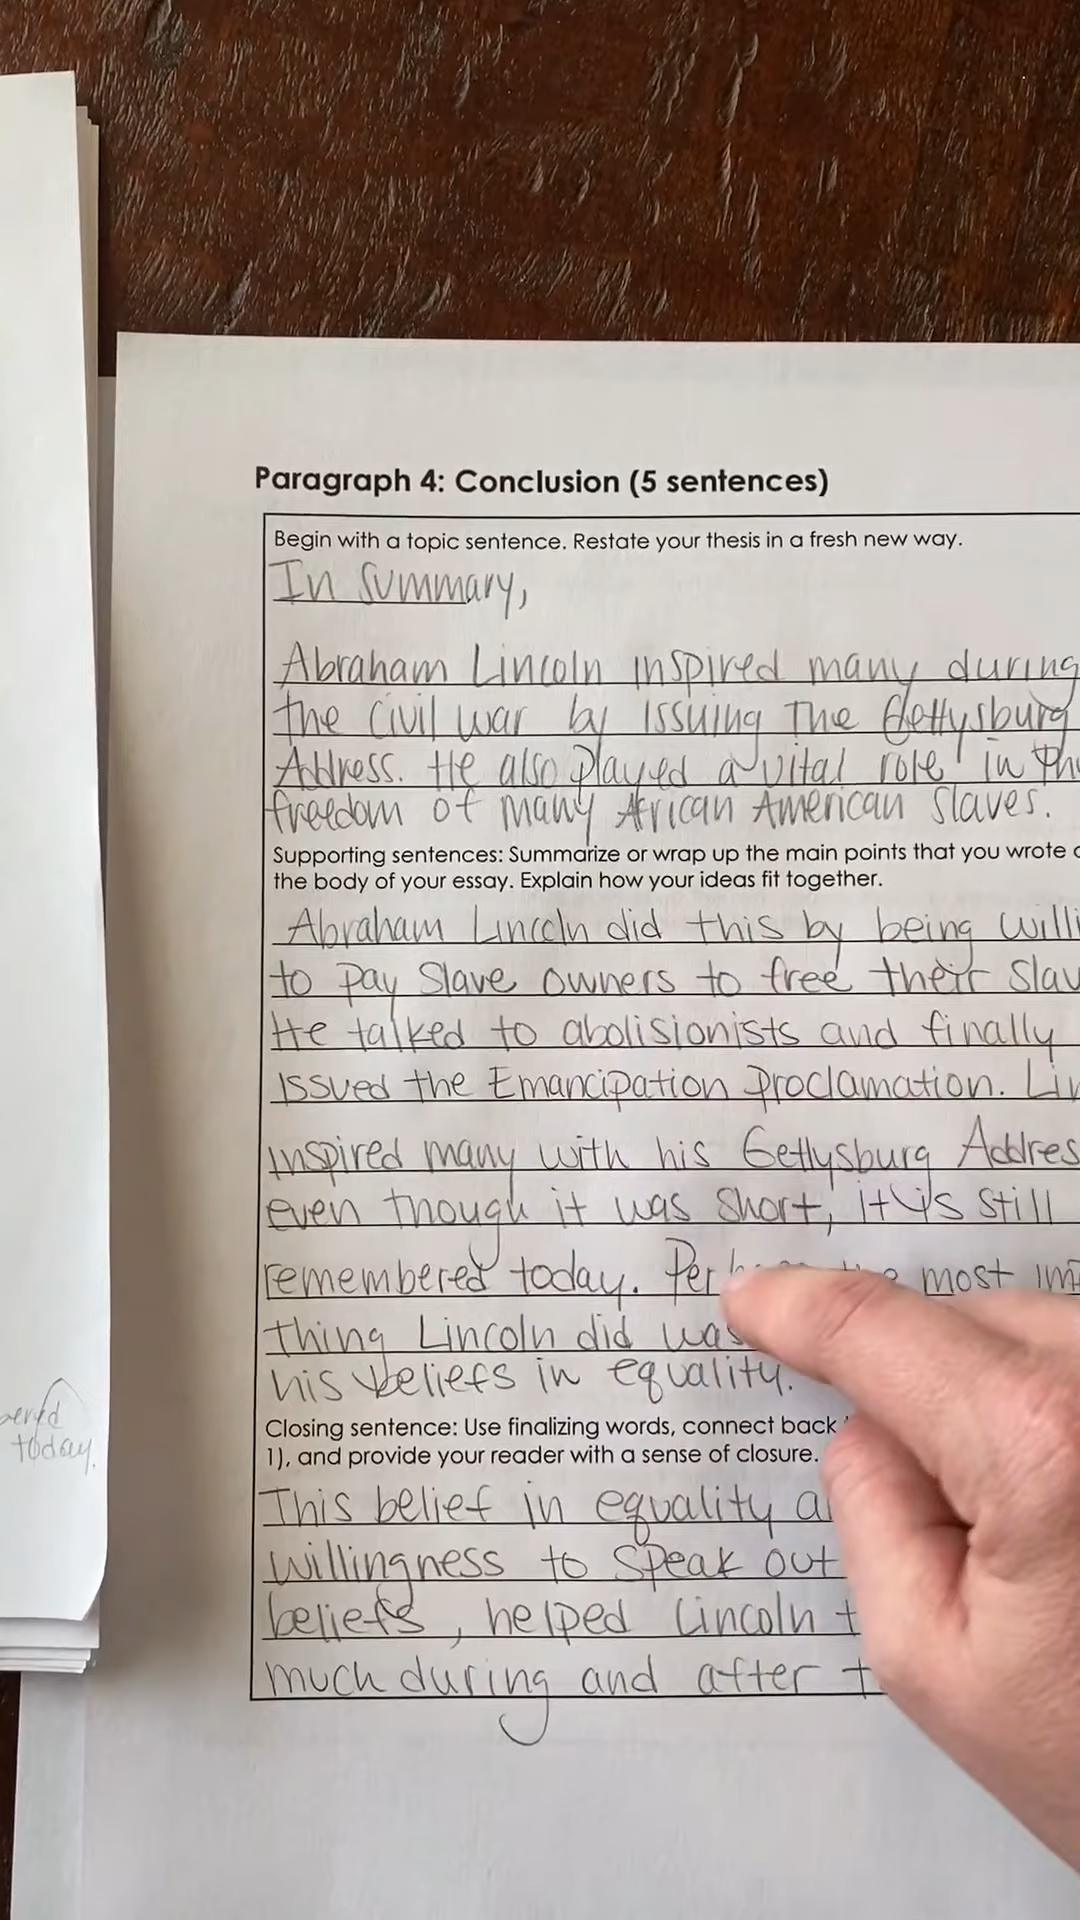 Paragraph 4: Conclusion (5 sentences)
Begin with a topic sentence. Restate your thesis in a fresh new way.
In summary,
Abraham Lincoln inspired many during
the civil war by issuing The Gettysburg
Address. He also played a vital role in
freedom of many African American slaves.
Supporting sentences: Summarize or wrap up the main points that you wrote
the body of your essay. Explain how your ideas fit together.
Abraham Lincoln did this by being
to pay slave owners to free their
He talked to abolisionists and finally
issued the Emancipation Proclamation.
inspired many with his Gettysburg
even though it was short, it is still
remembered today. most
thing Lincoln did was
his beliefs in equality.
Closing sentence: Use finalizing words, connect back
1), and provide your reader with a sense of closure.
This belief in equality
willingness to speak out
beliefs, helped Lincoln
much during and after
today.